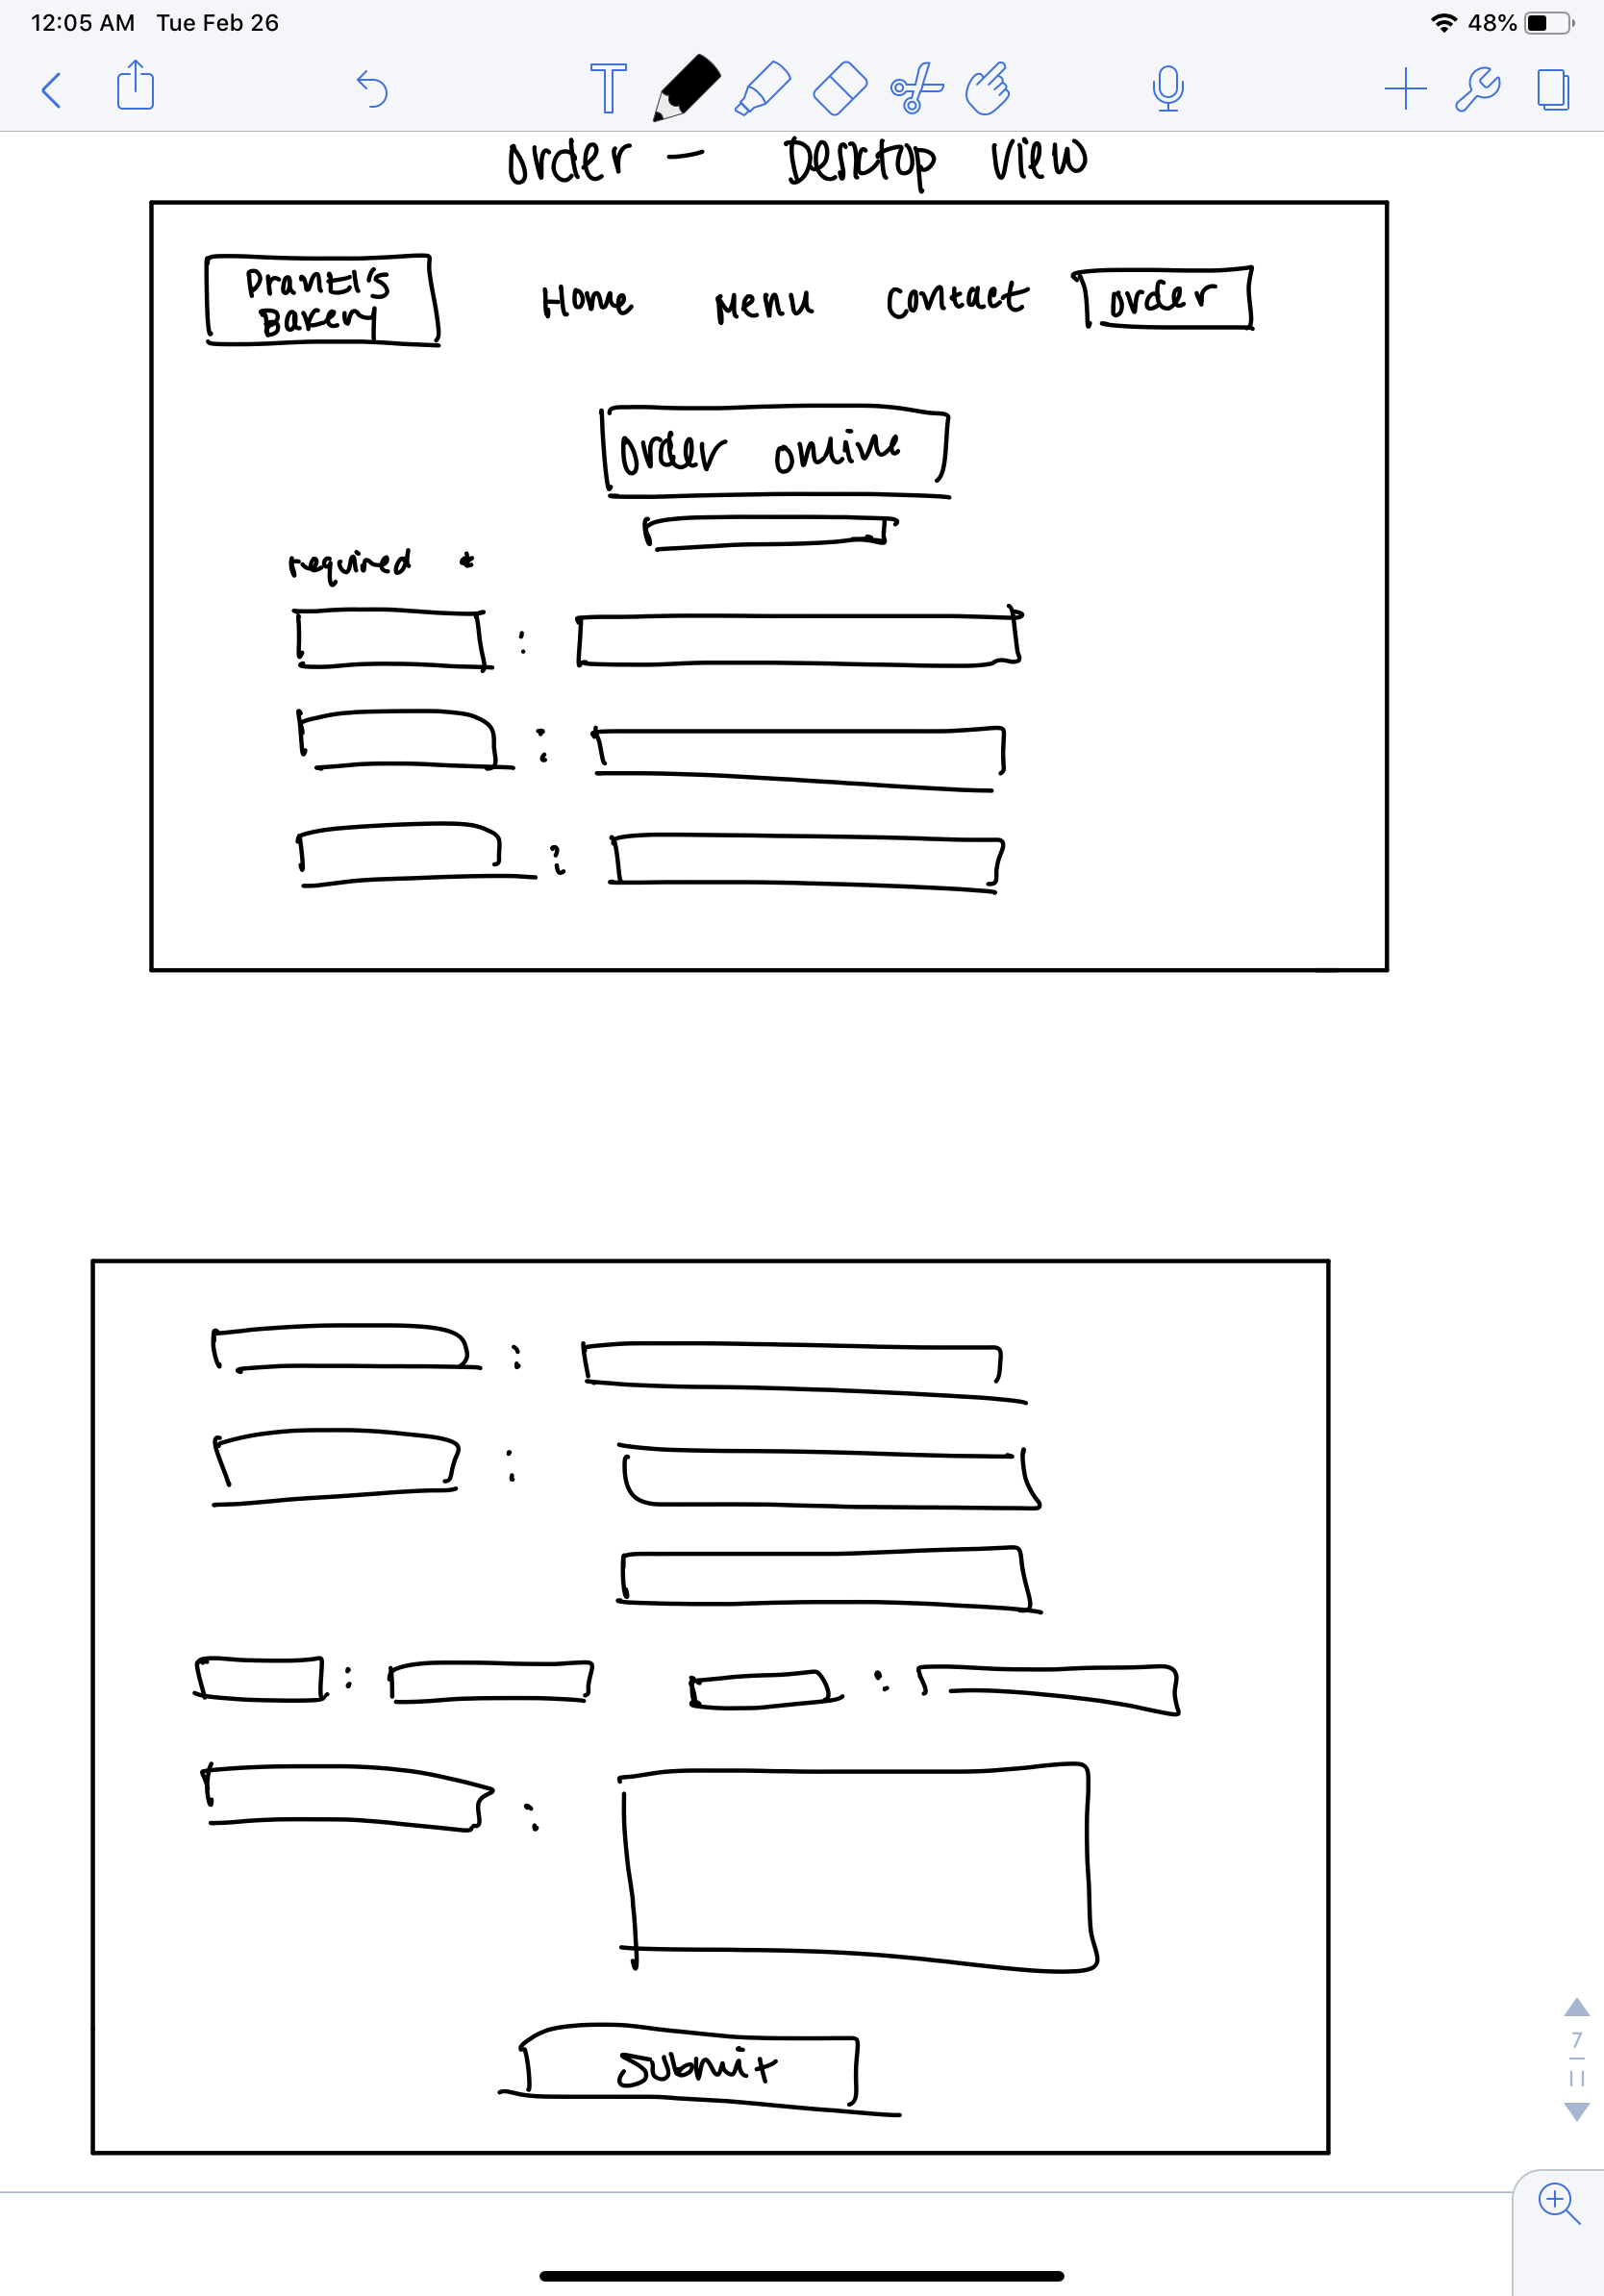 12:05 AM Tue Feb 26 48%
T
order — Desktop View
Prantl's
Bakery
Home Menu Contact order
order online
required *
:
:
:
:
:
: :
:
Submit
7
11